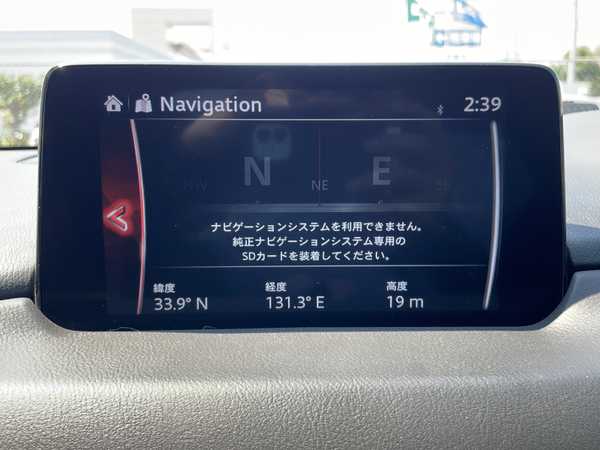 Navigation
2:39
N
NE
E
ナビゲーションシステムを利用できません。
純正ナビゲーションシステム専用の
SDカードを装着してください。
緯度 経度 高度
33.9° N 131.3° E 19 m